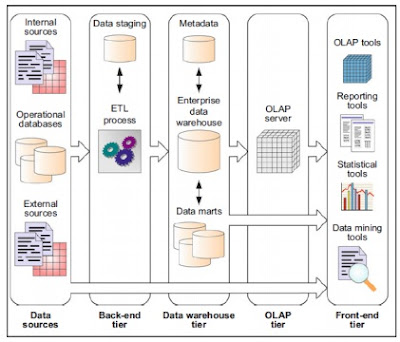 Internal
sources
Operational
databases
External
sources
Data
sources
Data staging
ETL
process
Back-end
tier
Metadata
Enterprise
data
warehouse
Data marts
Data warehouse
tier
OLAP
server
OLAP
tier
OLAP tools
Reporting
tools
Statistical
tools
Data mining
tools
Front-end
tier